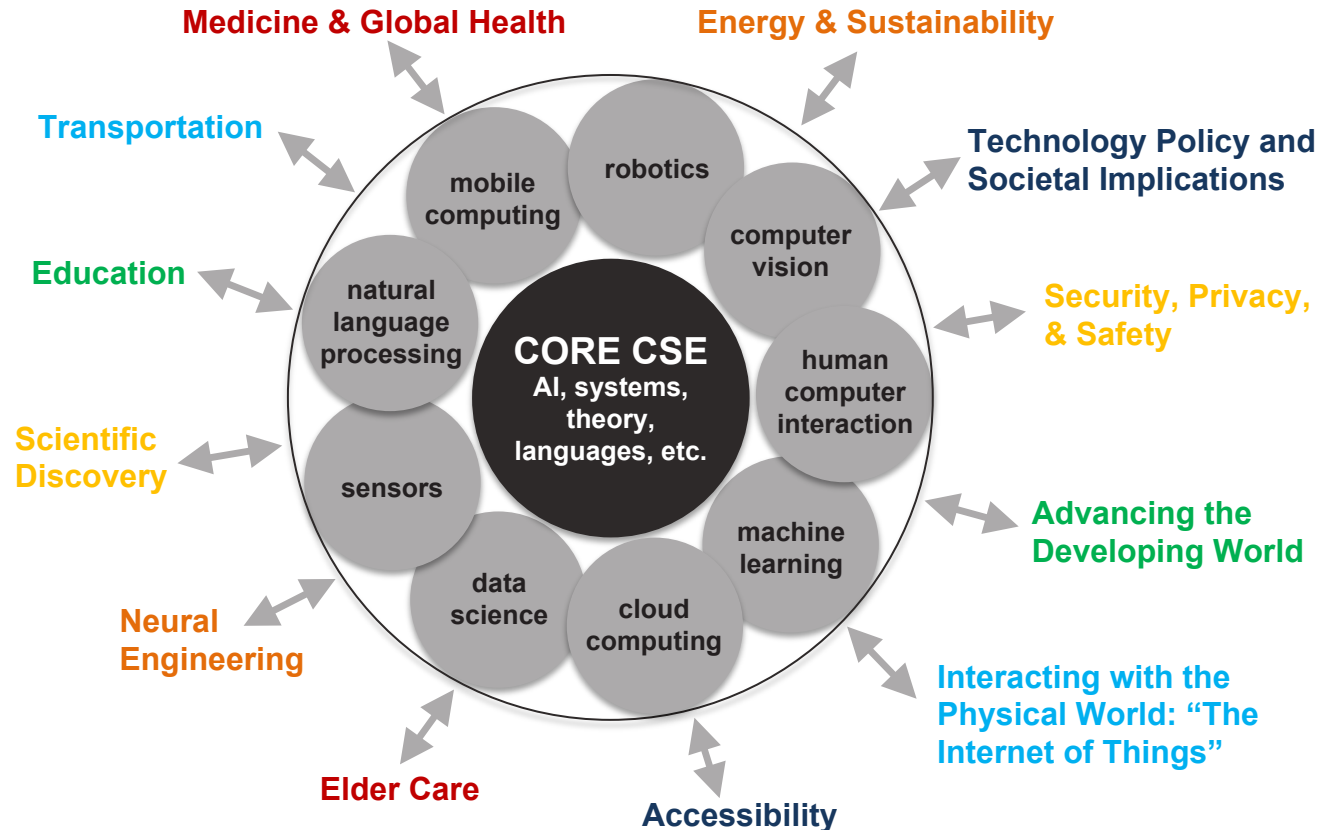 Medicine & Global Health
Energy & Sustainability
Transportation
Technology Policy and
Societal Implications
Education
Security, Privacy,
& Safety
Scientific
Discovery
Advancing the
Developing World
Neural
Engineering
Interacting with the
Physical World: “The
Internet of Things”
Elder Care
Accessibility
robotics
mobile
computing
computer
vision
natural
language
processing
human
computer
interaction
sensors
machine
learning
data
science
cloud
computing
CORE CSE
AI, systems,
theory,
languages, etc.